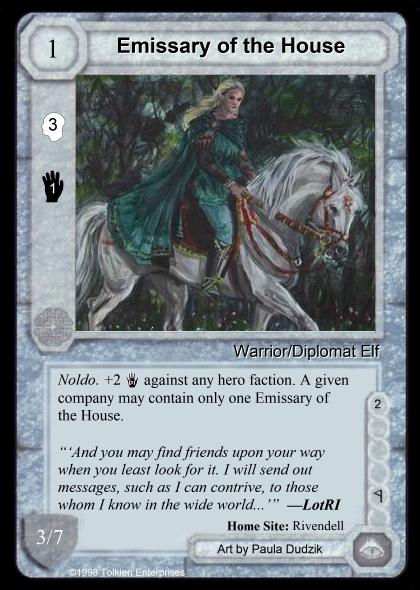 1
Emissary of the House
3
1
Warrior/Diplomat Elf
Noldo. +2 against any hero faction. A given
company may contain only one Emissary of
the House.
2
“‘And you may find friends upon your way
when you least look for it. I will send out
messages, such as I can contrive, to those
whom I know in the wide world...’” —LotRI
Home Site: Rivendell
3/7
Art by Paula Dudzik
©1998 Tolkien Enterprises